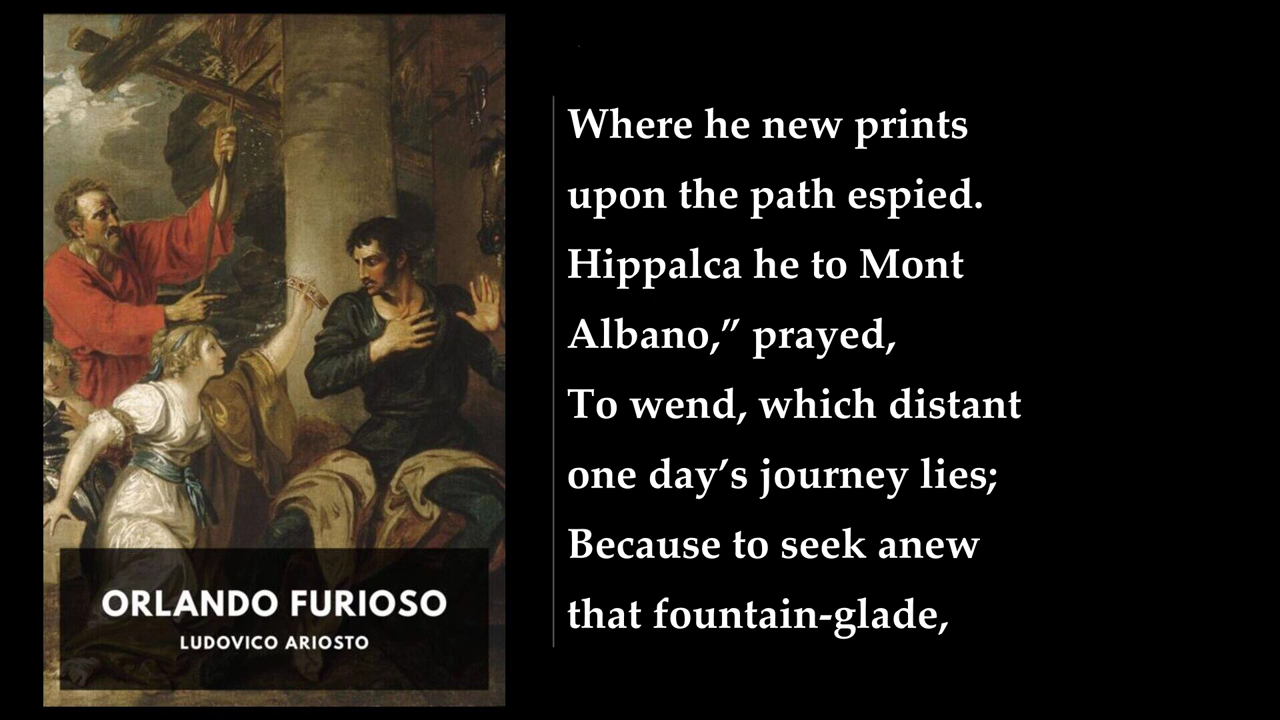 ORLANDO FURIOSO
LUDOVICO ARIOSTO
Where he new prints
upon the path espied.
Hippalca he to Mont
Albano,” prayed,
To wend, which distant
one day’s journey lies;
Because to seek anew
that fountain-glade,